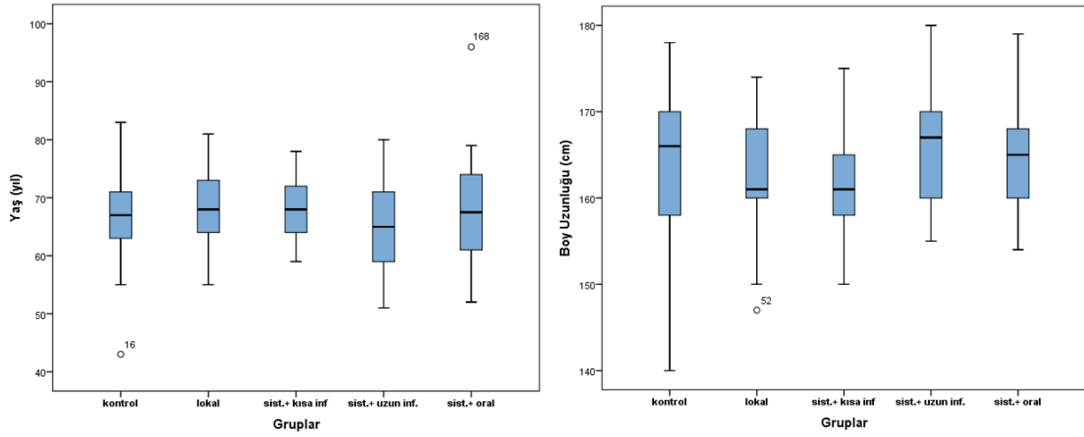 100
90
80
70
60
50
40
Yaş (yıl)
168
16
kontrol
lokal
sist.+ kısa inf
sist.+ uzun inf.
sist.+ oral
Gruplar
180
170
160
150
140
Boy Uzunluğu (cm)
52
kontrol
lokal
sist.+ kısa inf
sist.+ uzun inf.
sist.+ oral
Gruplar